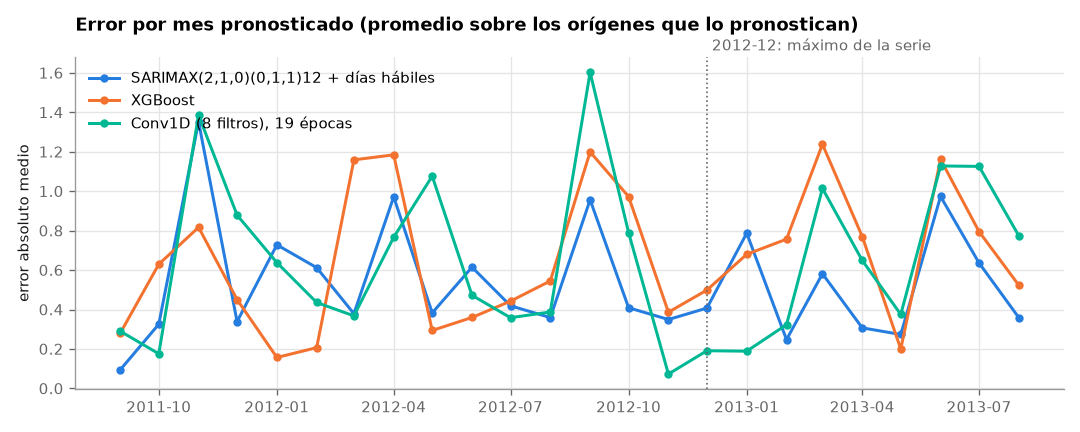 Error por mes pronosticado (promedio sobre los orígenes que lo pronostican)
2012-12: máximo de la serie
SARIMAX(2,1,0)(0,1,1)12 + días hábiles
XGBoost
Conv1D (8 filtros), 19 épocas
error absoluto medio
1.6
1.4
1.2
1.0
0.8
0.6
0.4
0.2
0.0
2011-10 2012-01 2012-04 2012-07 2012-10 2013-01 2013-04 2013-07